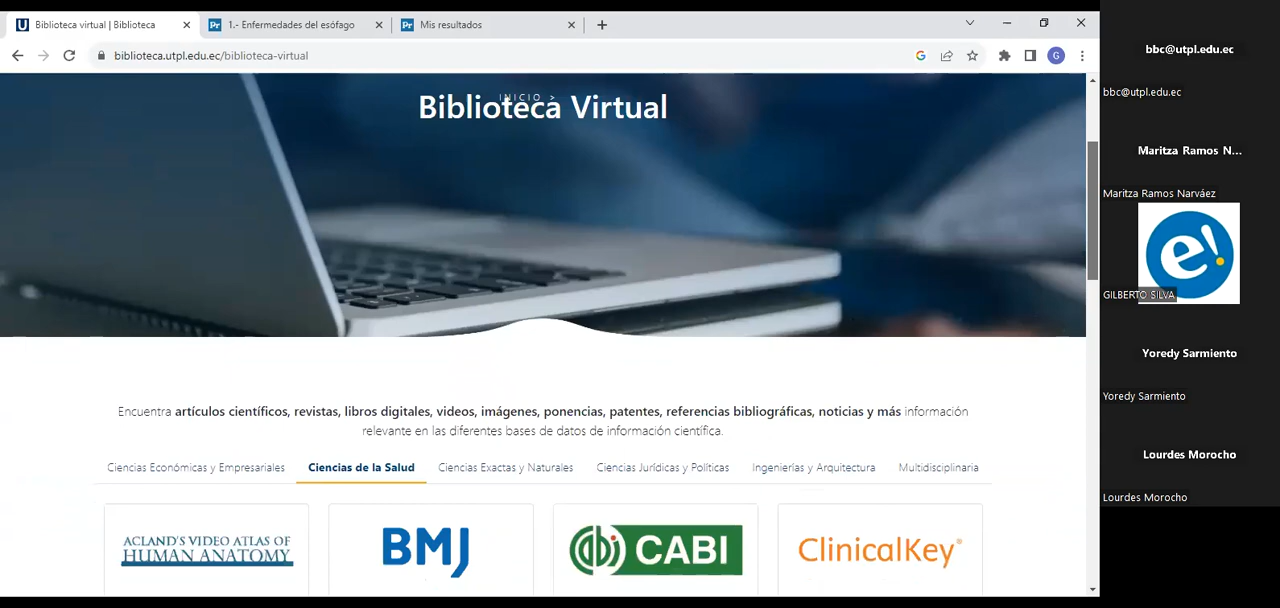 Biblioteca virtual | Biblioteca
1.- Enfermedades del esófago
Mis resultados
biblioteca.utpl.edu.ec/biblioteca-virtual
G
INICIO >
Biblioteca Virtual
Encuentra artículos científicos, revistas, libros digitales, videos, imágenes, ponencias, patentes, referencias bibliográficas, noticias y más información
relevante en las diferentes bases de datos de información científica.
Ciencias Económicas y Empresariales
Ciencias de la Salud
Ciencias Exactas y Naturales
Ciencias Jurídicas y Políticas
Ingenierías y Arquitectura
Multidisciplinaria
ACLAND'S VIDEO ATLAS OF
HUMAN ANATOMY
BMJ
CABI
ClinicalKey®
bbc@utpl.edu.ec
bbc@utpl.edu.ec
Maritza Ramos N...
Maritza Ramos Narváez
e!
GILBERTO SILVA
Yoredy Sarmiento
Yoredy Sarmiento
Lourdes Morocho
Lourdes Morocho